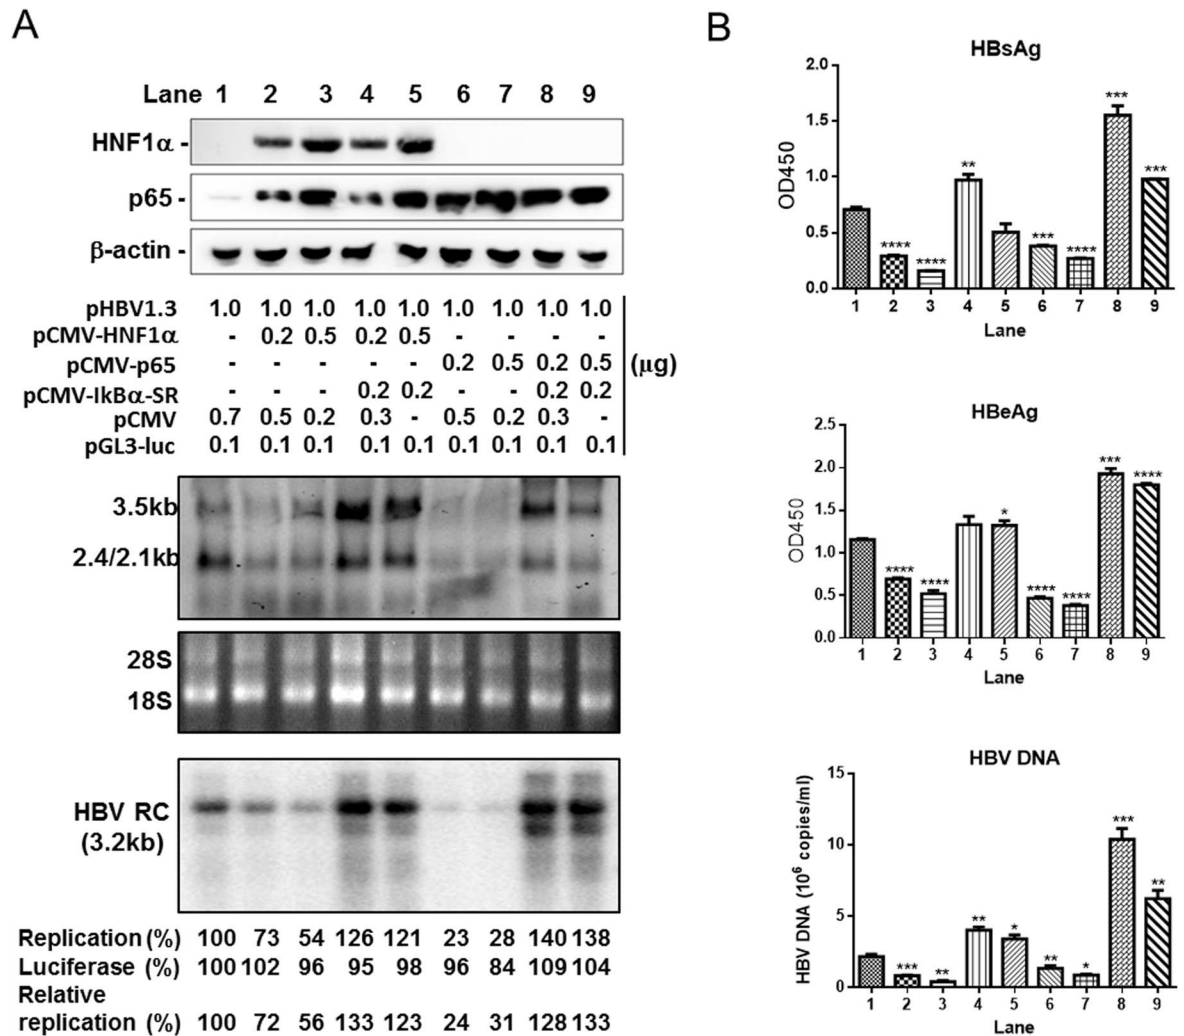 A
Lane 1 2 3 4 5 6 7 8 9
HNF1α -
p65 -
β-actin -
pHBV1.3 1.0 1.0 1.0 1.0 1.0 1.0 1.0 1.0 1.0
pCMV-HNF1α - 0.2 0.5 0.2 0.5 - - - -
pCMV-p65 - - - - - 0.2 0.5 0.2 0.5
(μg)
pCMV-IkBα-SR - - - 0.2 0.2 - - 0.2 0.2
pCMV 0.7 0.5 0.2 0.3 - 0.5 0.2 0.3 -
pGL3-luc 0.1 0.1 0.1 0.1 0.1 0.1 0.1 0.1 0.1
3.5kb
2.4/2.1kb
28S
18S
HBV RC
(3.2kb)
Replication (%) 100 73 54 126 121 23 28 140 138
Luciferase (%) 100 102 96 95 98 96 84 109 104
Relative
replication (%) 100 72 56 133 123 24 31 128 133
B
HBsAg
OD450
2.0
1.5
1.0
0.5
0.0
**** **** ** *** **** *** ***
1 2 3 4 5 6 7 8 9
Lane
HBeAg
OD450
2.5
2.0
1.5
1.0
0.5
0.0
**** **** * **** **** *** ****
1 2 3 4 5 6 7 8 9
Lane
HBV DNA
HBV DNA (10⁶ copies/ml)
15
10
5
0
*** ** ** * ** * *** **
1 2 3 4 5 6 7 8 9
Lane